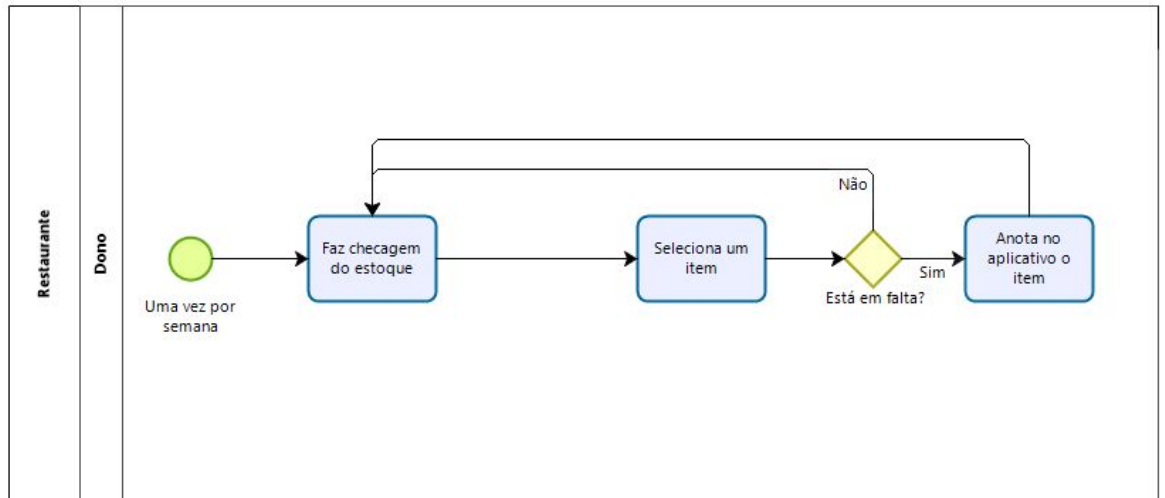 Restaurante
Dono
Uma vez por
semana
Faz checagem
do estoque
Seleciona um
item
Não
Está em falta?
Sim
Anota no
aplicativo o
item